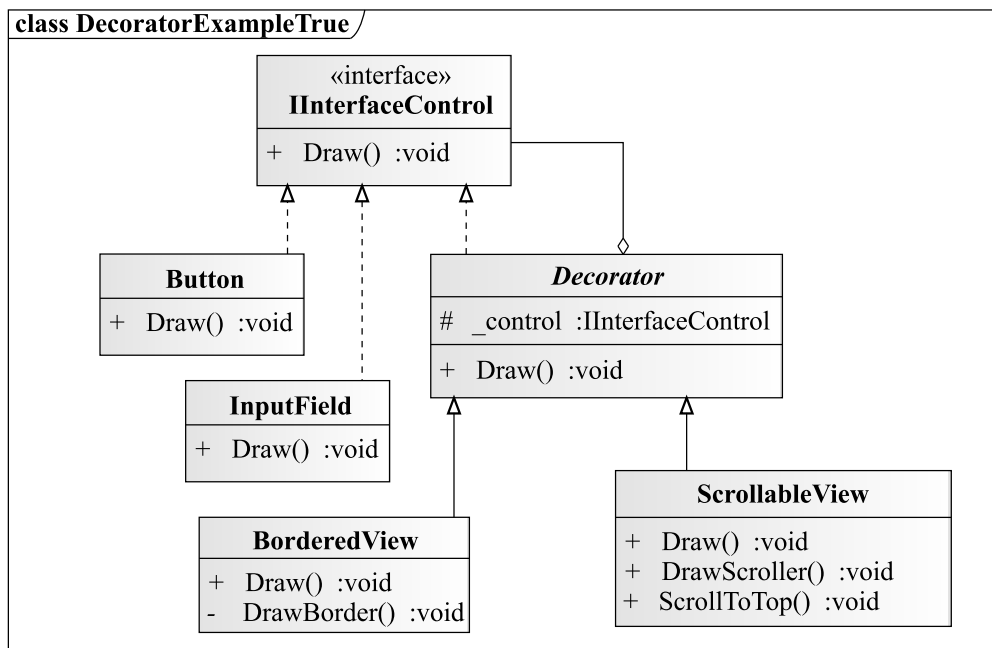 class DecoratorExampleTrue
«interface»
IInterfaceControl
+ Draw() :void
Button
+ Draw() :void
Decorator
# _control :IInterfaceControl
+ Draw() :void
InputField
+ Draw() :void
BorderedView
+ Draw() :void
- DrawBorder() :void
ScrollableView
+ Draw() :void
+ DrawScroller() :void
+ ScrollToTop() :void